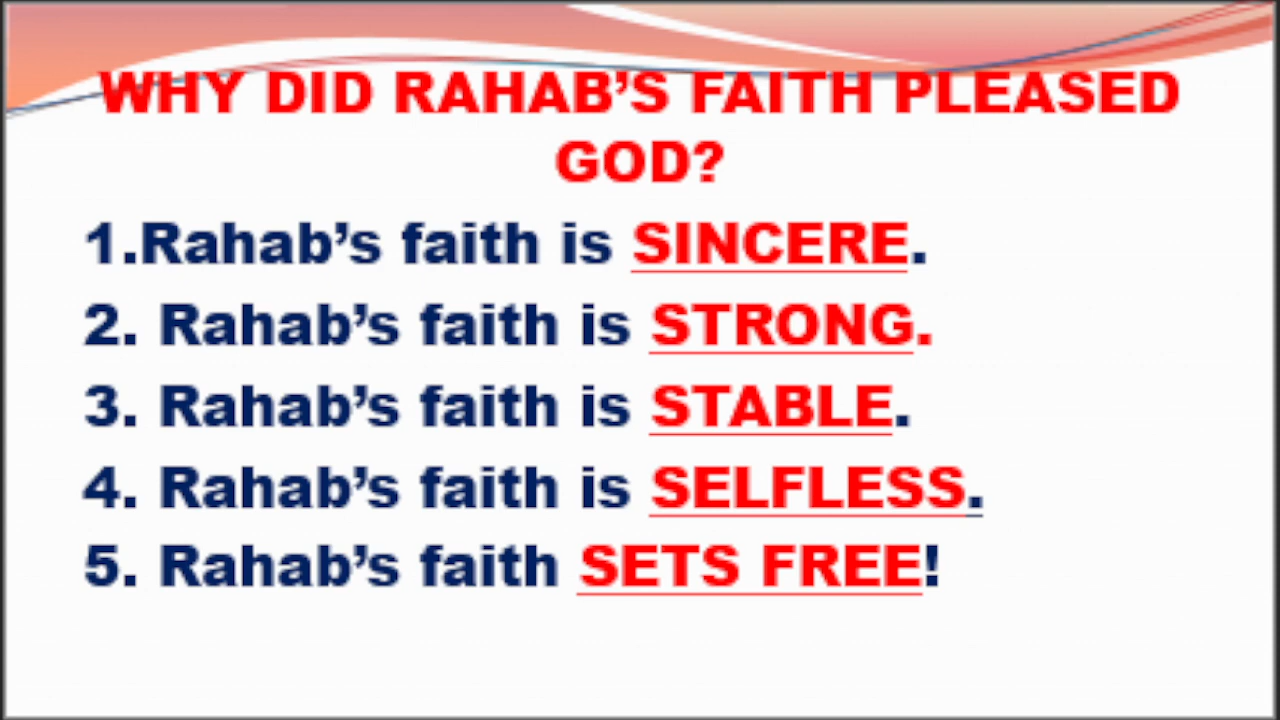 WHY DID RAHAB’S FAITH PLEASED
GOD?
1.Rahab’s faith is SINCERE.
2. Rahab’s faith is STRONG.
3. Rahab’s faith is STABLE.
4. Rahab’s faith is SELFLESS.
5. Rahab’s faith SETS FREE!